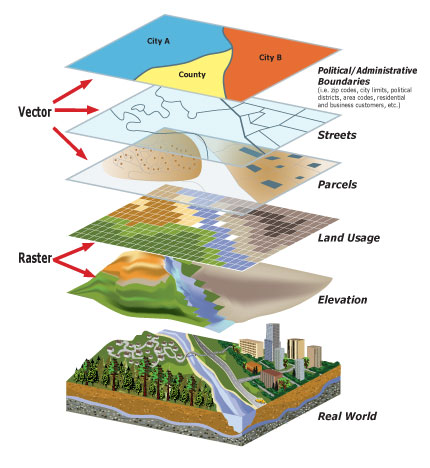 City A
City B
County
Political/Administrative
Boundaries
(i.e. zip codes, city limits, political
districts, area codes, residential
and business customers, etc.)
Vector
Streets
Parcels
Land Usage
Raster
Elevation
Real World